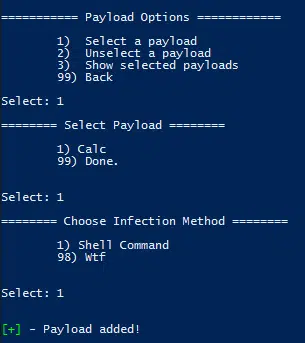 =========== Payload Options ============
1) Select a payload
2) Unselect a payload
3) Show selected payloads
99) Back
Select: 1
======== Select Payload ========
1) Calc
99) Done.
Select: 1
======== Choose Infection Method ========
1) Shell Command
98) Wtf
Select: 1
[+] - Payload added!